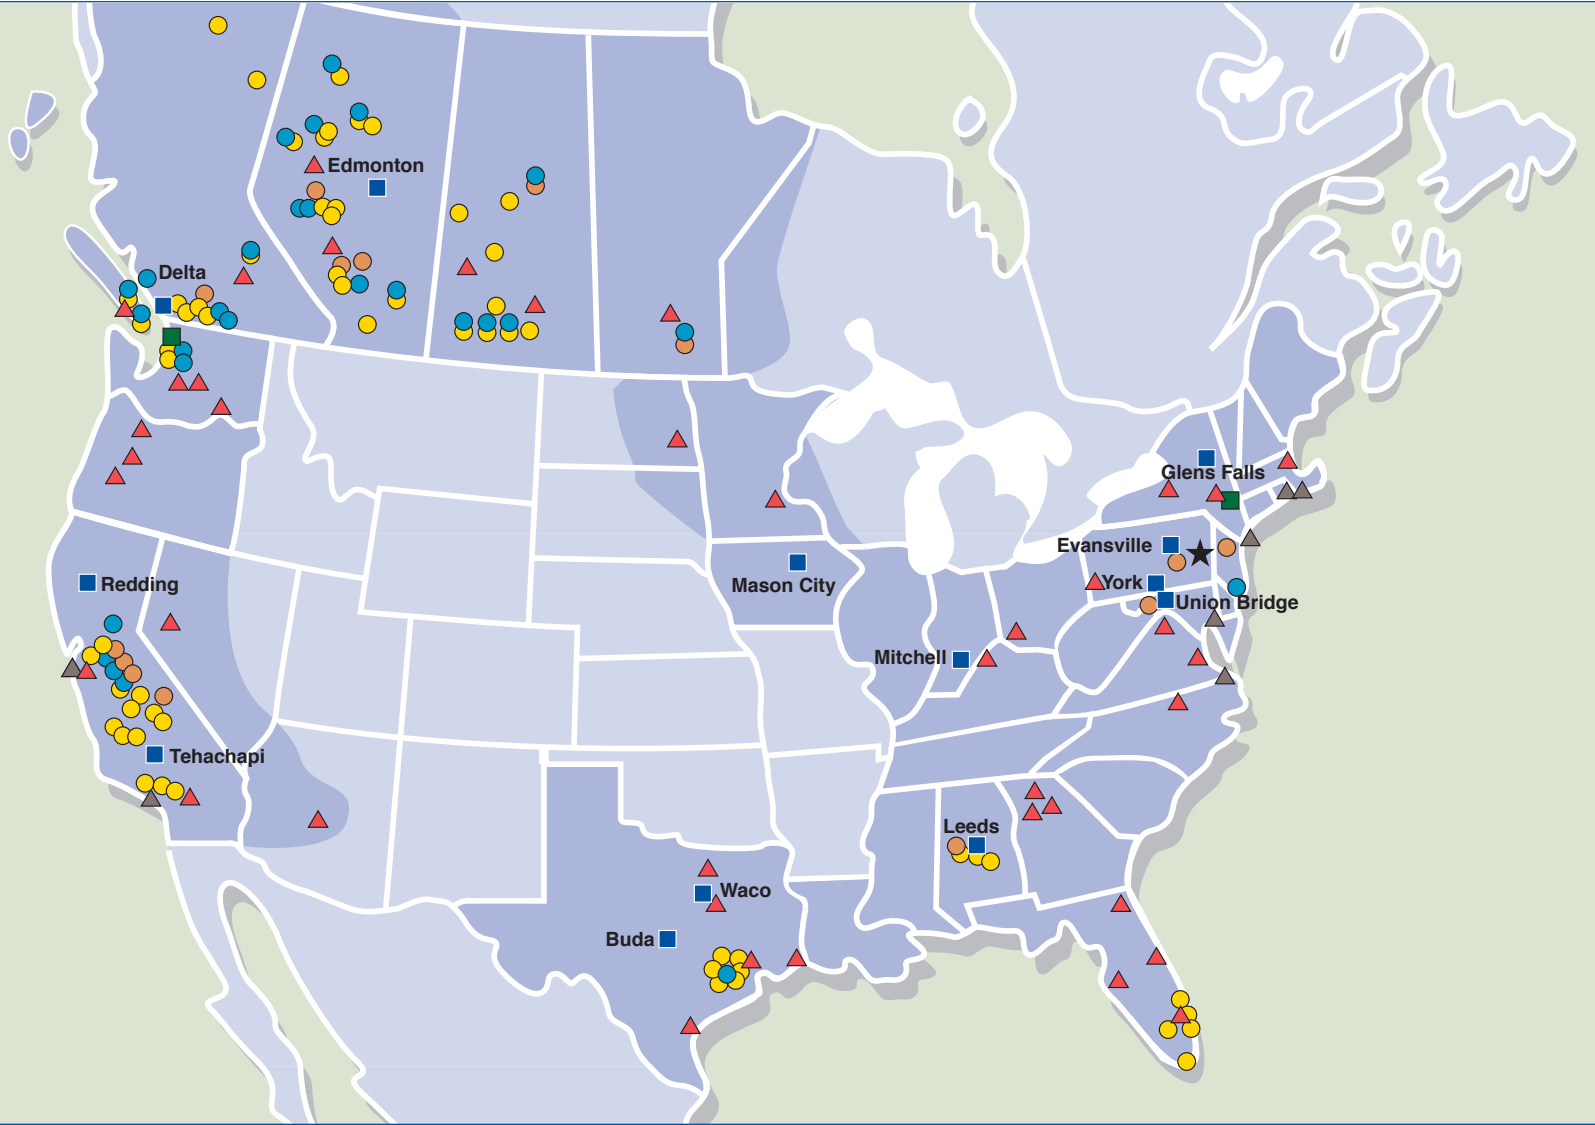 Edmonton
Delta
Glens Falls
Evansville
York
Union Bridge
Redding
Mason City
Mitchell
Tehachapi
Leeds
Waco
Buda